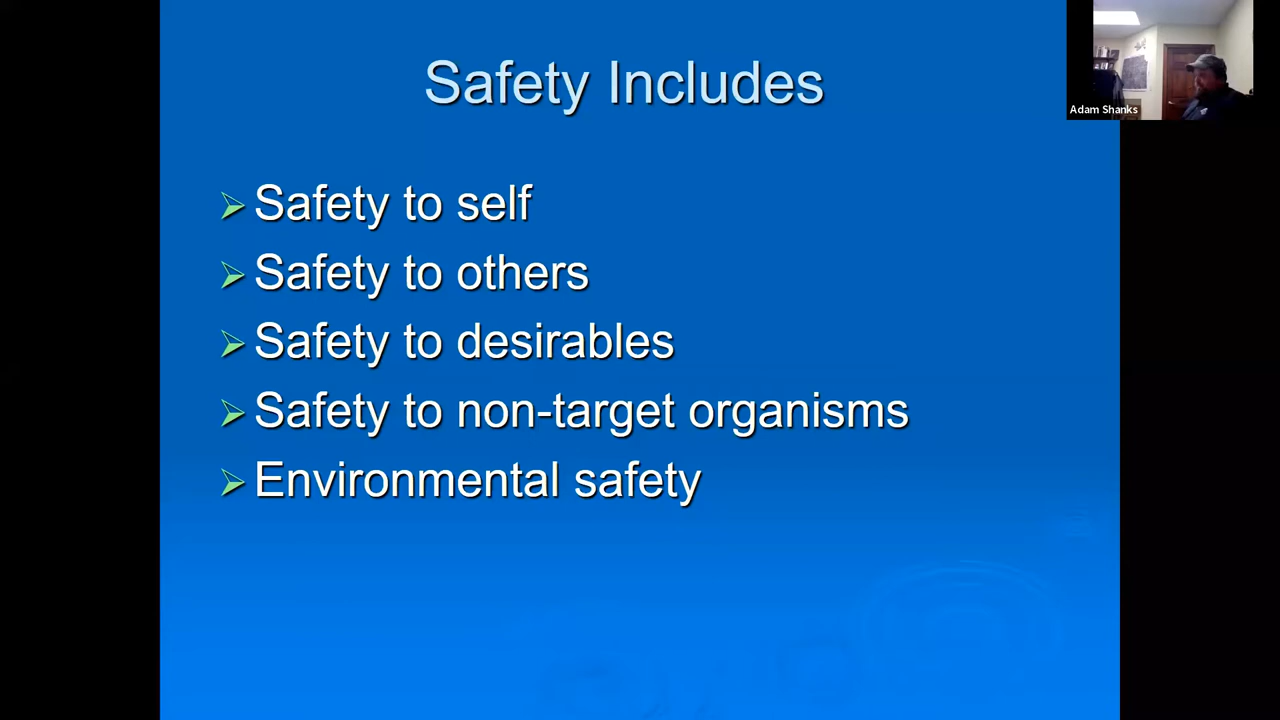 Safety Includes
Adam Shanks
Safety to self
Safety to others
Safety to desirables
Safety to non-target organisms
Environmental safety